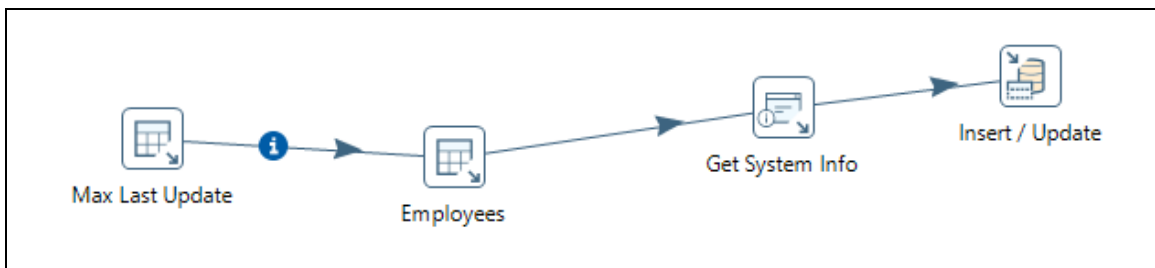 Max Last Update
Employees
Get System Info
Insert / Update